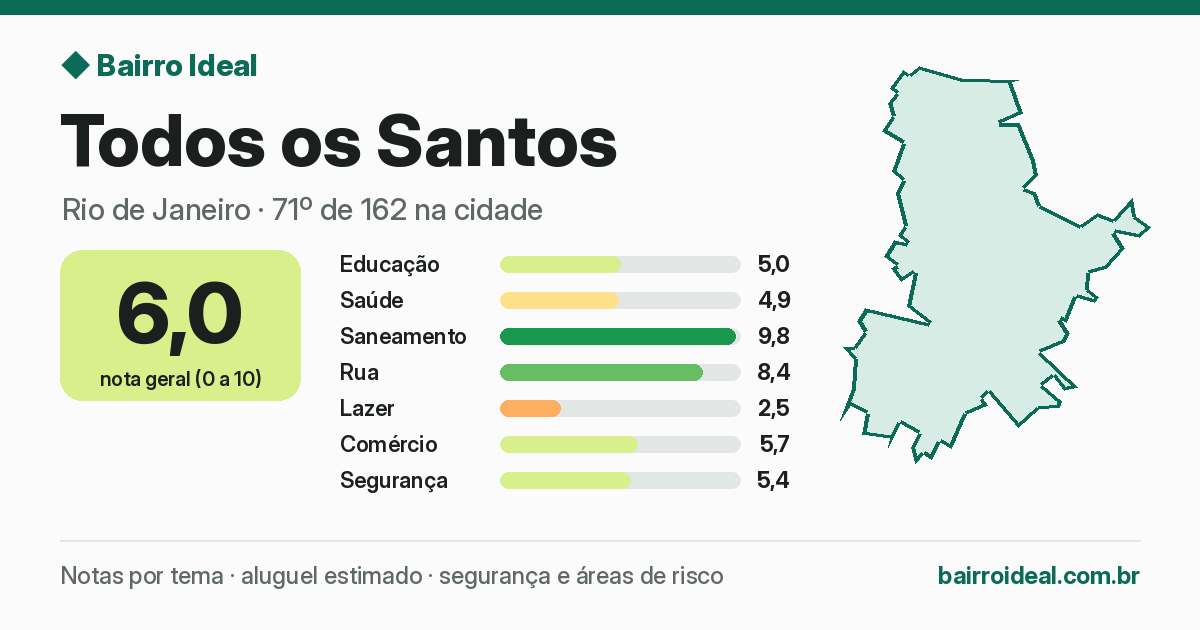 Bairro Ideal
Todos os Santos
Rio de Janeiro · 71º de 162 na cidade
6,0
nota geral (0 a 10)
Educação 5,0
Saúde 4,9
Saneamento 9,8
Rua 8,4
Lazer 2,5
Comércio 5,7
Segurança 5,4
Notas por tema · aluguel estimado · segurança e áreas de risco
bairroideal.com.br